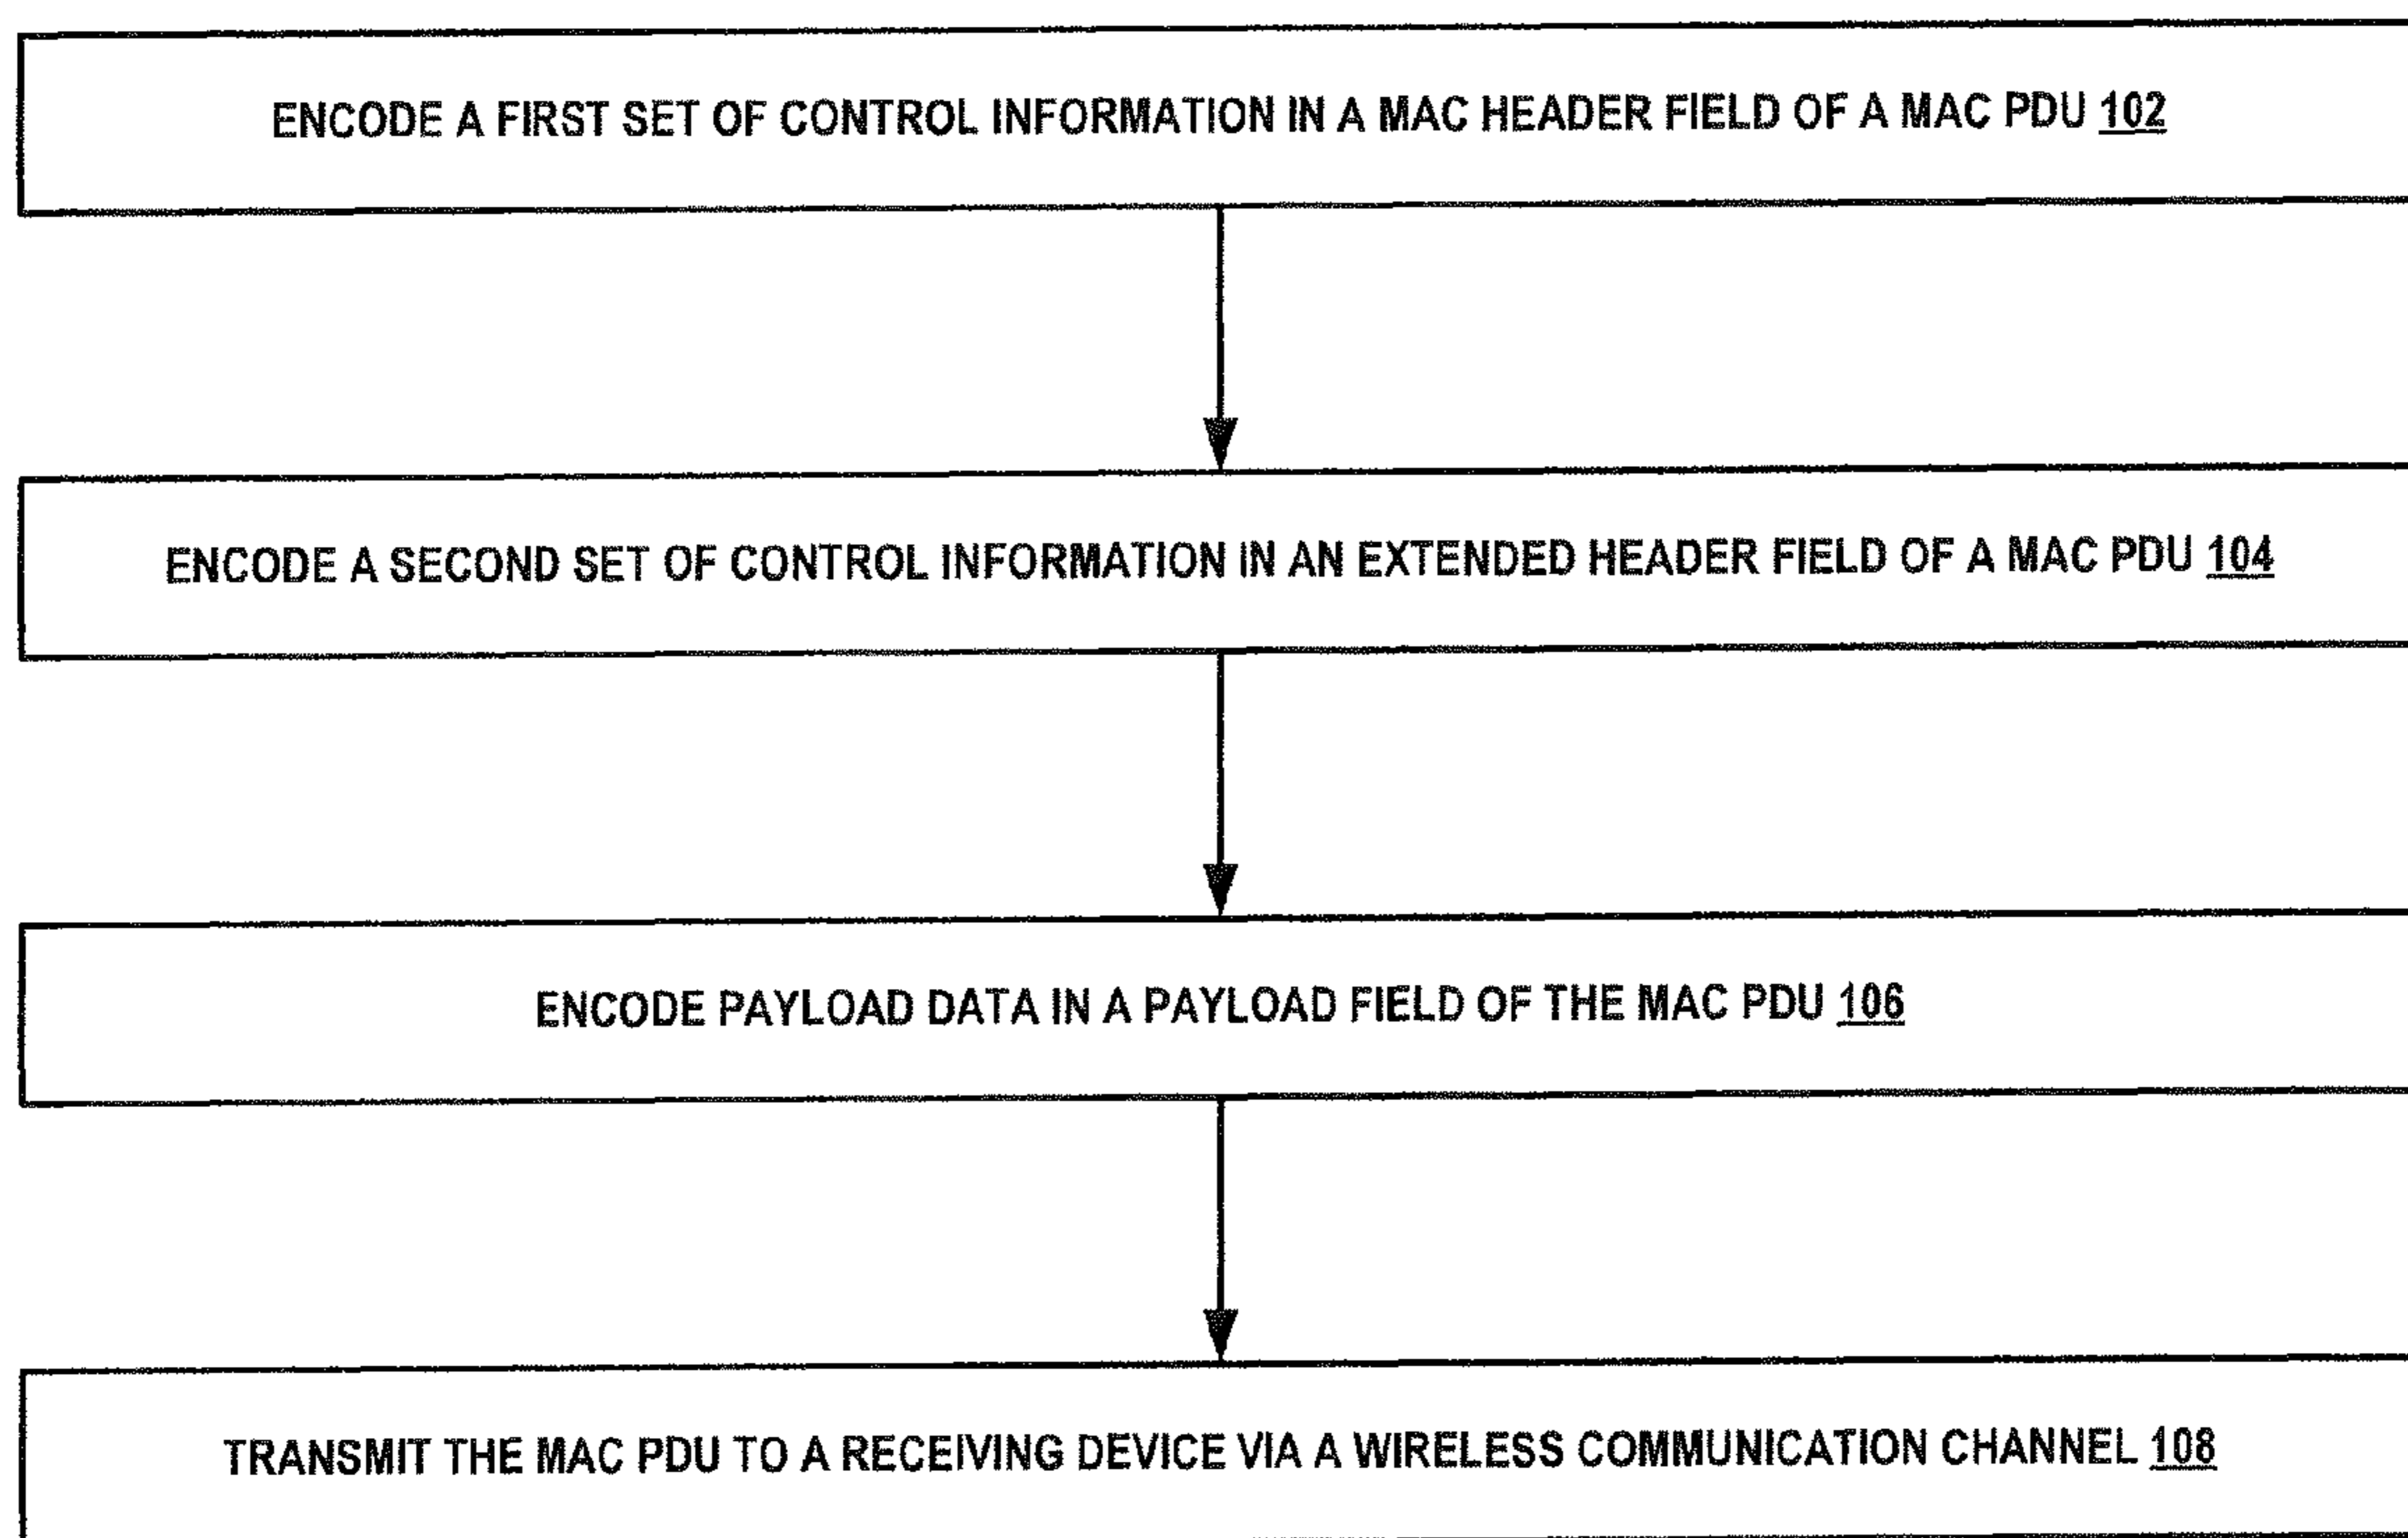 ENCODE A FIRST SET OF CONTROL INFORMATION IN A MAC HEADER FIELD OF A MAC PDU 102
ENCODE A SECOND SET OF CONTROL INFORMATION IN AN EXTENDED HEADER FIELD OF A MAC PDU 104
ENCODE PAYLOAD DATA IN A PAYLOAD FIELD OF THE MAC PDU 106
TRANSMIT THE MAC PDU TO A RECEIVING DEVICE VIA A WIRELESS COMMUNICATION CHANNEL 108